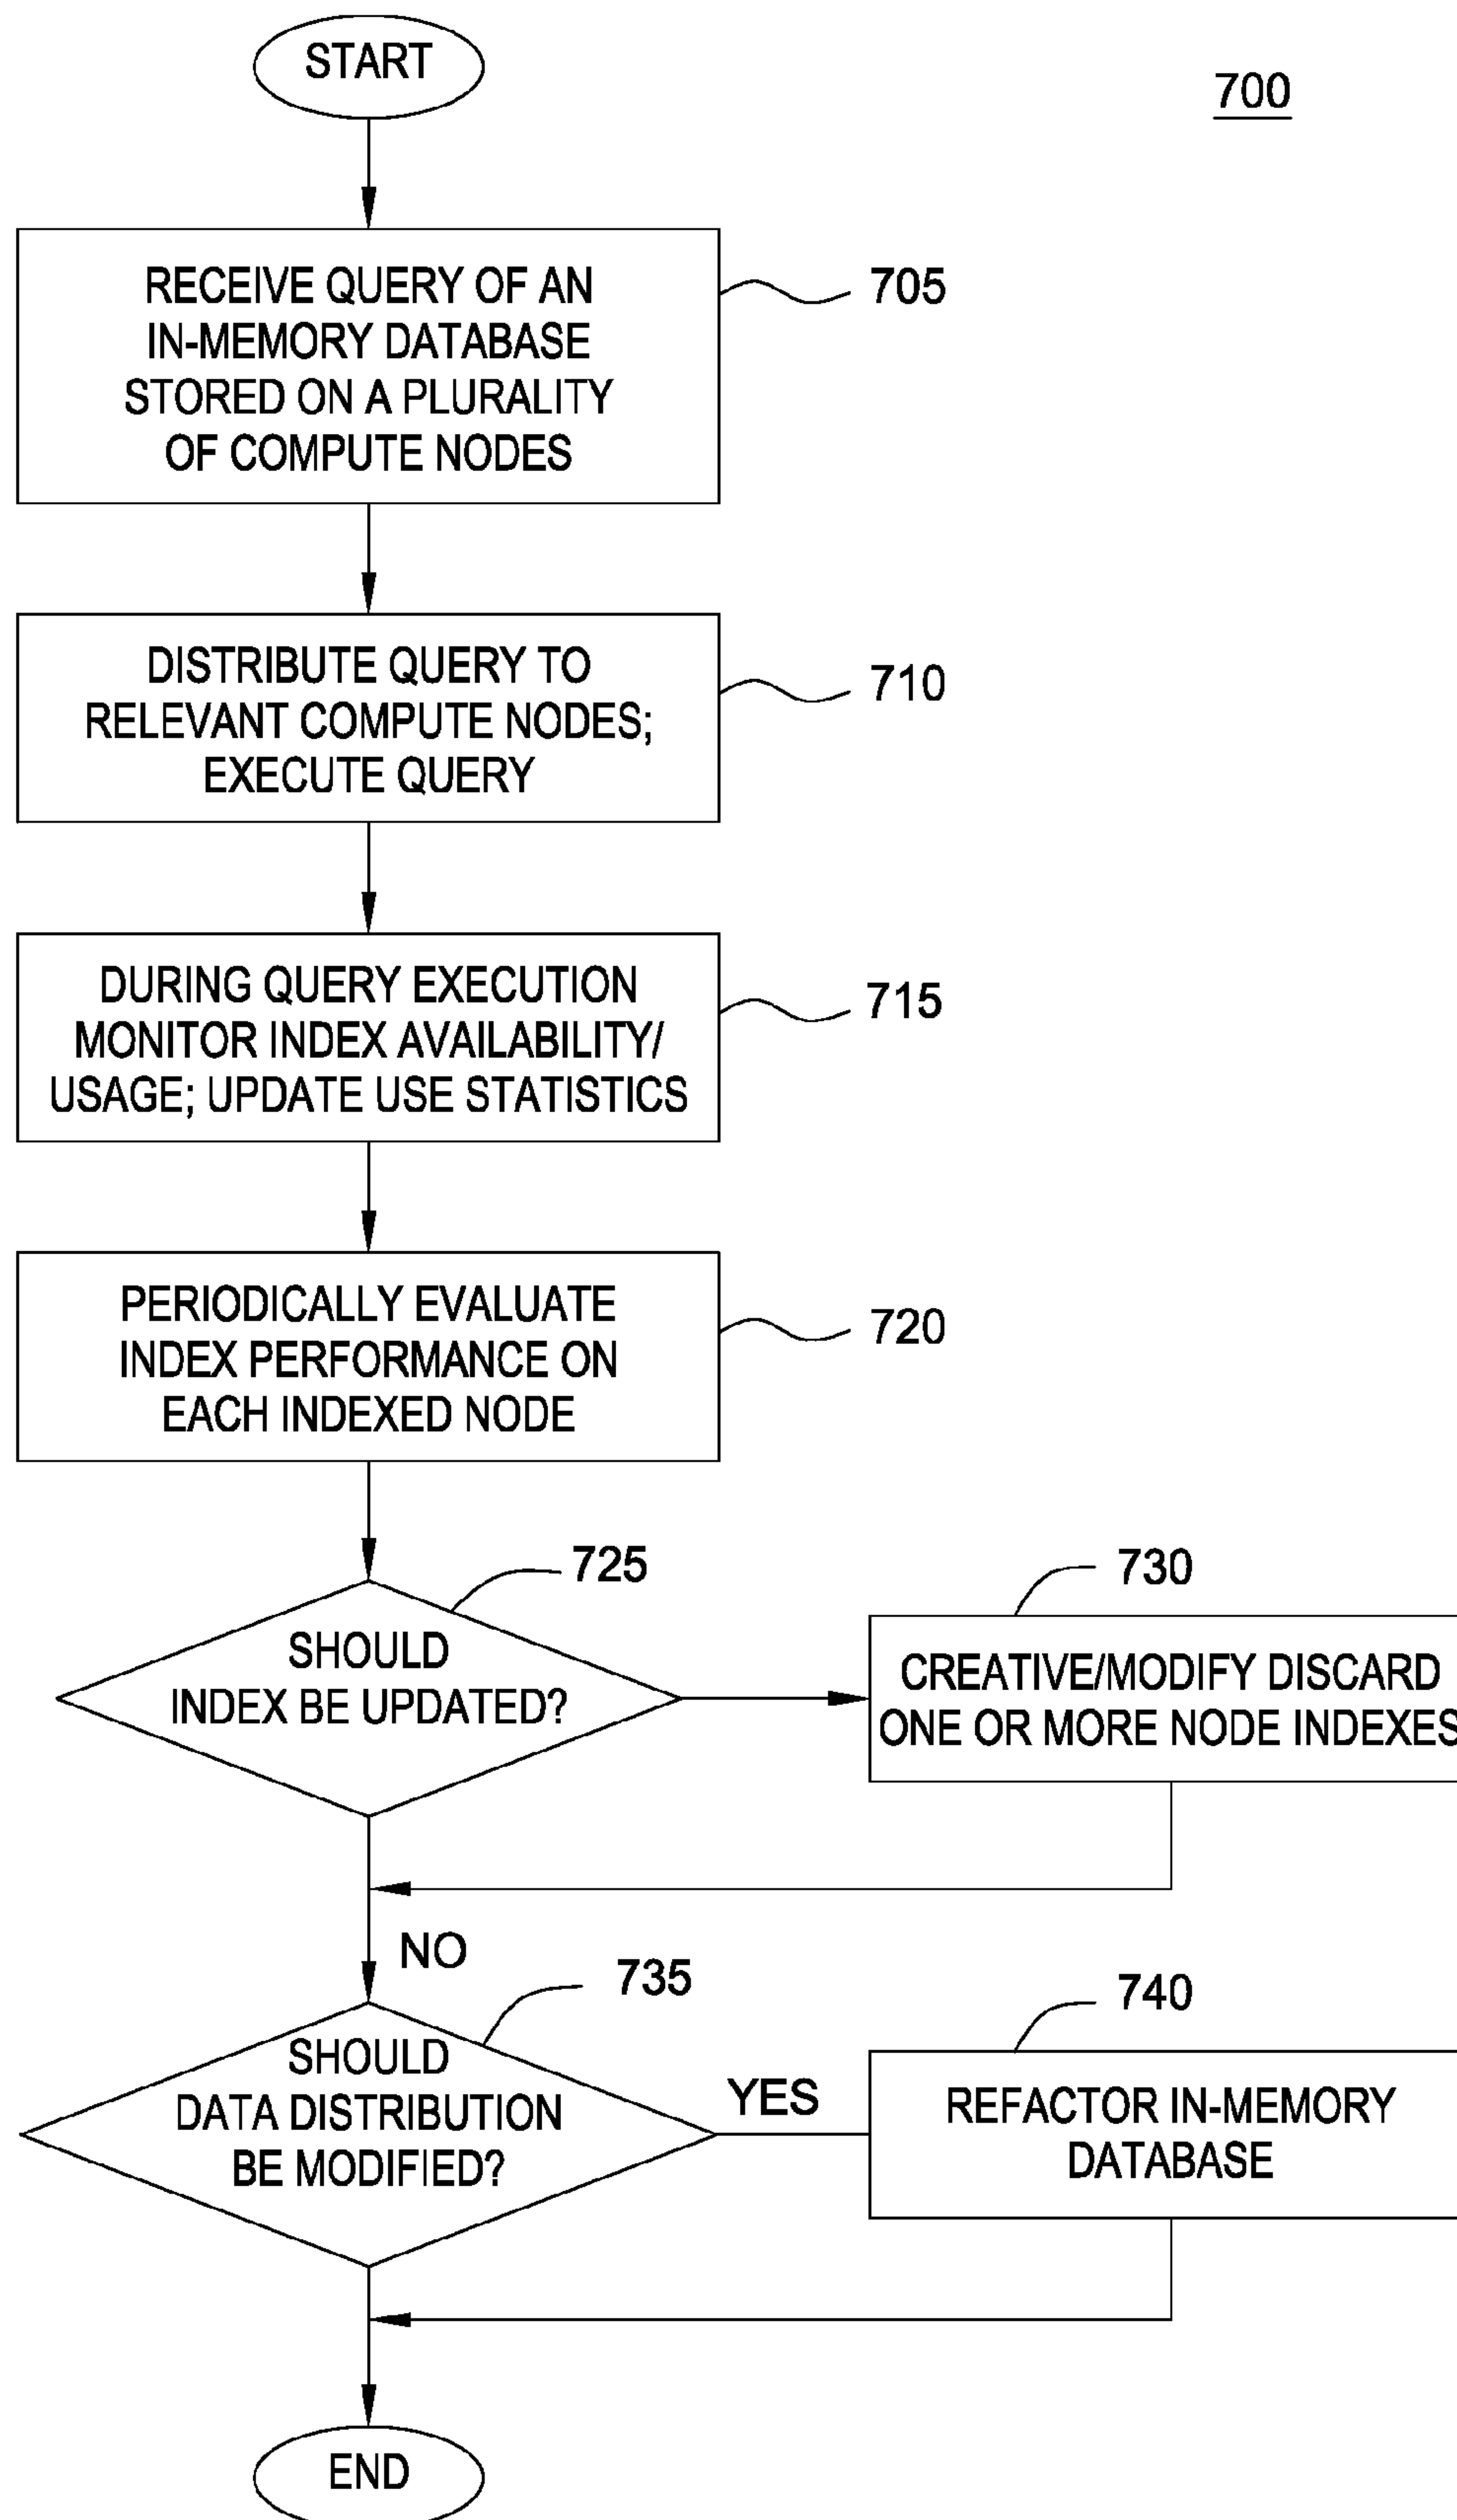 START
700
RECEIVE QUERY OF AN
IN-MEMORY DATABASE
STORED ON A PLURALITY
OF COMPUTE NODES
705
DISTRIBUTE QUERY TO
RELEVANT COMPUTE NODES;
EXECUTE QUERY
710
DURING QUERY EXECUTION
MONITOR INDEX AVAILABILITY/
USAGE; UPDATE USE STATISTICS
715
PERIODICALLY EVALUATE
INDEX PERFORMANCE ON
EACH INDEXED NODE
720
725
SHOULD
INDEX BE UPDATED?
730
CREATIVE/MODIFY DISCARD
ONE OR MORE NODE INDEXES
NO
735
SHOULD
DATA DISTRIBUTION
BE MODIFIED?
YES
740
REFACTOR IN-MEMORY
DATABASE
END